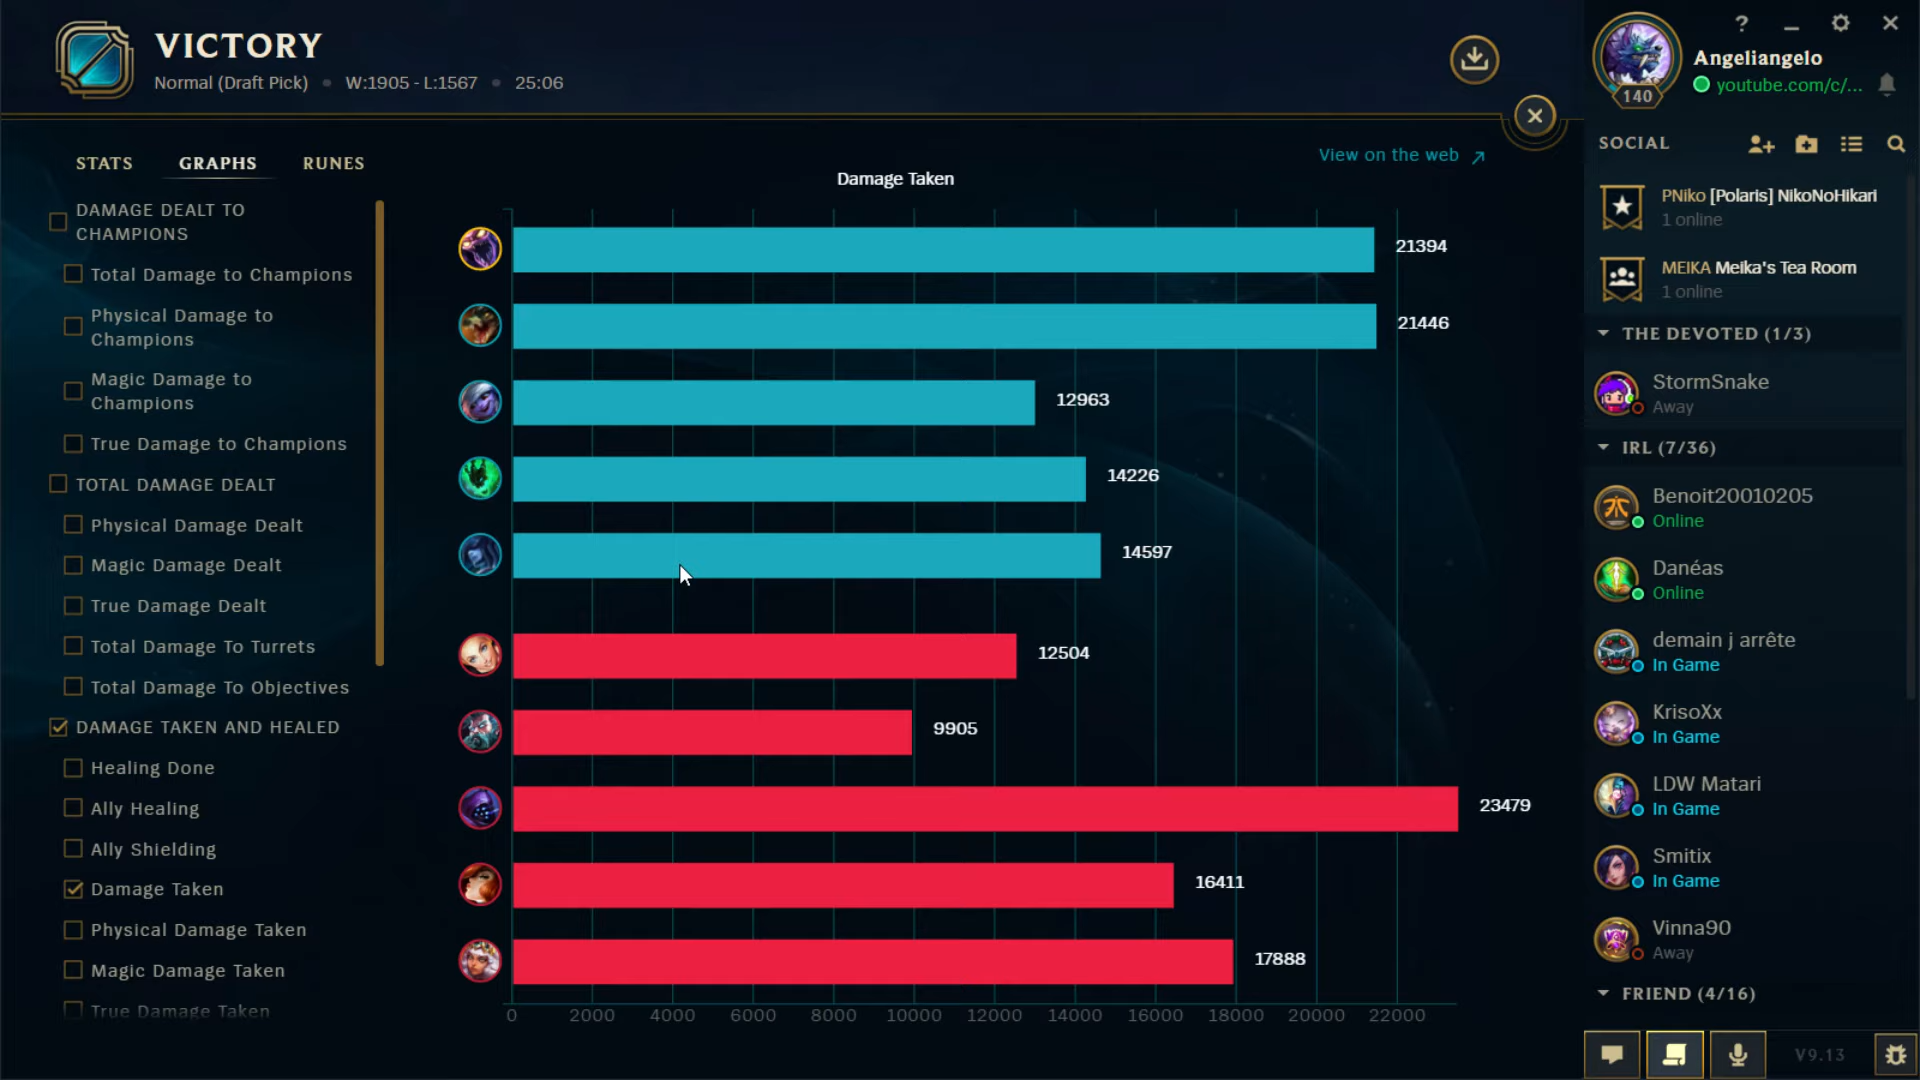 VICTORY
Normal (Draft Pick) • W:1905 - L:1567 • 25:06
STATS GRAPHS RUNES
View on the web
Damage Taken
DAMAGE DEALT TO
CHAMPIONS
Total Damage to Champions
Physical Damage to
Champions
Magic Damage to
Champions
True Damage to Champions
TOTAL DAMAGE DEALT
Physical Damage Dealt
Magic Damage Dealt
True Damage Dealt
Total Damage To Turrets
Total Damage To Objectives
DAMAGE TAKEN AND HEALED
Healing Done
Ally Healing
Ally Shielding
Damage Taken
Physical Damage Taken
Magic Damage Taken
True Damage Taken
21394
21446
12963
14226
14597
12504
9905
23479
16411
17888
0 2000 4000 6000 8000 10000 12000 14000 16000 18000 20000 22000
?
140
Angeliangelo
youtube.com/c/...
SOCIAL
PNiko [Polaris] NikoNoHikari
1 online
MEIKA Meika's Tea Room
1 online
THE DEVOTED (1/3)
StormSnake
Away
IRL (7/36)
Benoit20010205
Online
Danéas
Online
demain j arrête
In Game
KrisoXx
In Game
LDW Matari
In Game
Smitix
In Game
Vinna90
Away
FRIEND (4/16)
V9.13